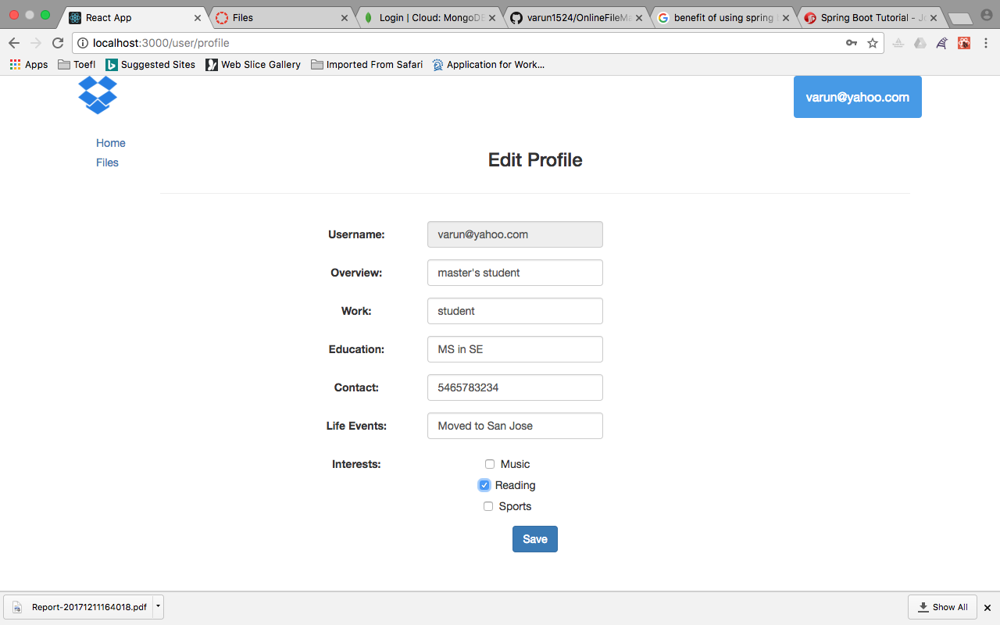 React App
Files
Login | Cloud: MongoDB
varun1524/OnlineFileMa
benefit of using spring
Spring Boot Tutorial - J
localhost:3000/user/profile
Apps
Toefl
Suggested Sites
Web Slice Gallery
Imported From Safari
Application for Work...
varun@yahoo.com
Home
Files
Edit Profile
Username: varun@yahoo.com
Overview: master's student
Work: student
Education: MS in SE
Contact: 5465783234
Life Events: Moved to San Jose
Interests: Music
Reading
Sports
Save
Report-20171211164018.pdf
Show All